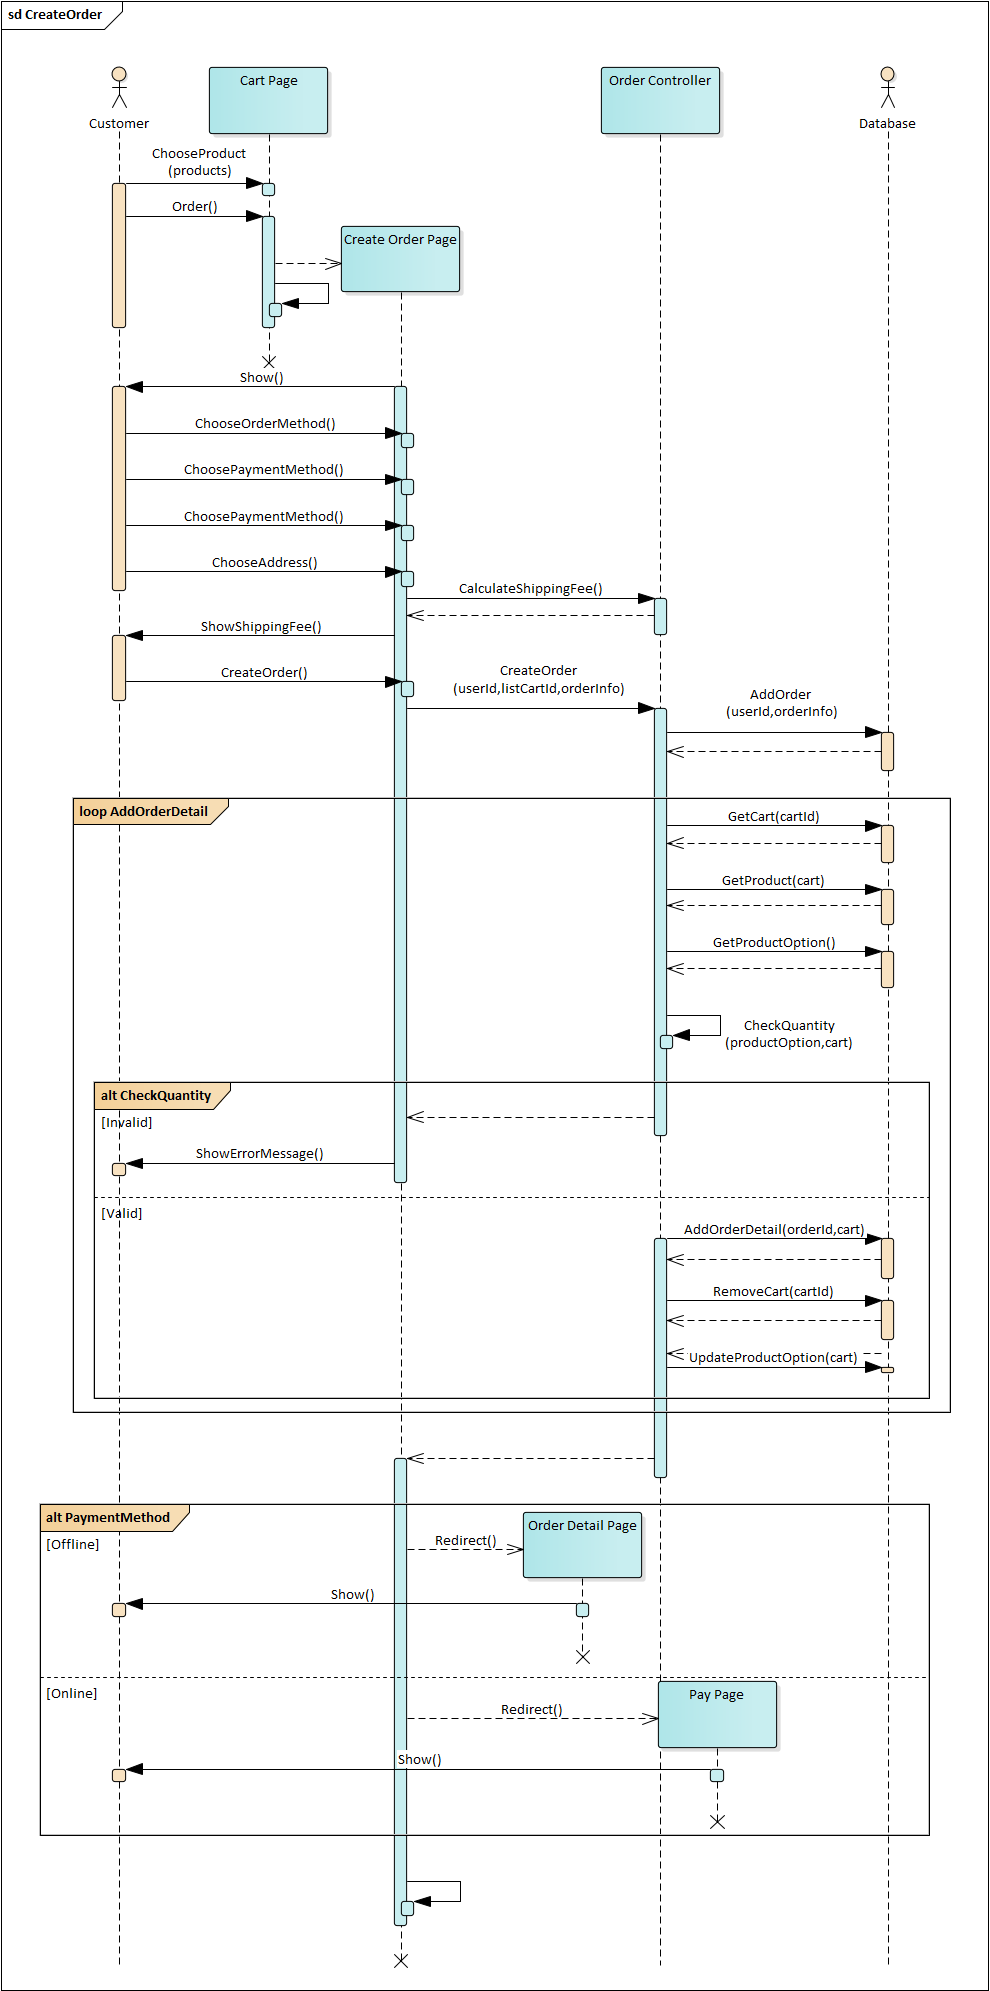 sd CreateOrder
Cart Page
Order Controller
Customer
Database
ChooseProduct
(products)
Order()
Create Order Page
Show()
ChooseOrderMethod()
ChoosePaymentMethod()
ChoosePaymentMethod()
ChooseAddress()
CalculateShippingFee()
ShowShippingFee()
CreateOrder()
CreateOrder
(userId,listCartId,orderInfo)
AddOrder
(userId,orderInfo)
loop AddOrderDetail
GetCart(cartId)
GetProduct(cart)
GetProductOption()
CheckQuantity
(productOption,cart)
alt CheckQuantity
[Invalid]
ShowErrorMessage()
[Valid]
AddOrderDetail(orderId,cart)
RemoveCart(cartId)
UpdateProductOption(cart)
alt PaymentMethod
Order Detail Page
[Offline]
Redirect()
Show()
[Online]
Pay Page
Redirect()
Show()